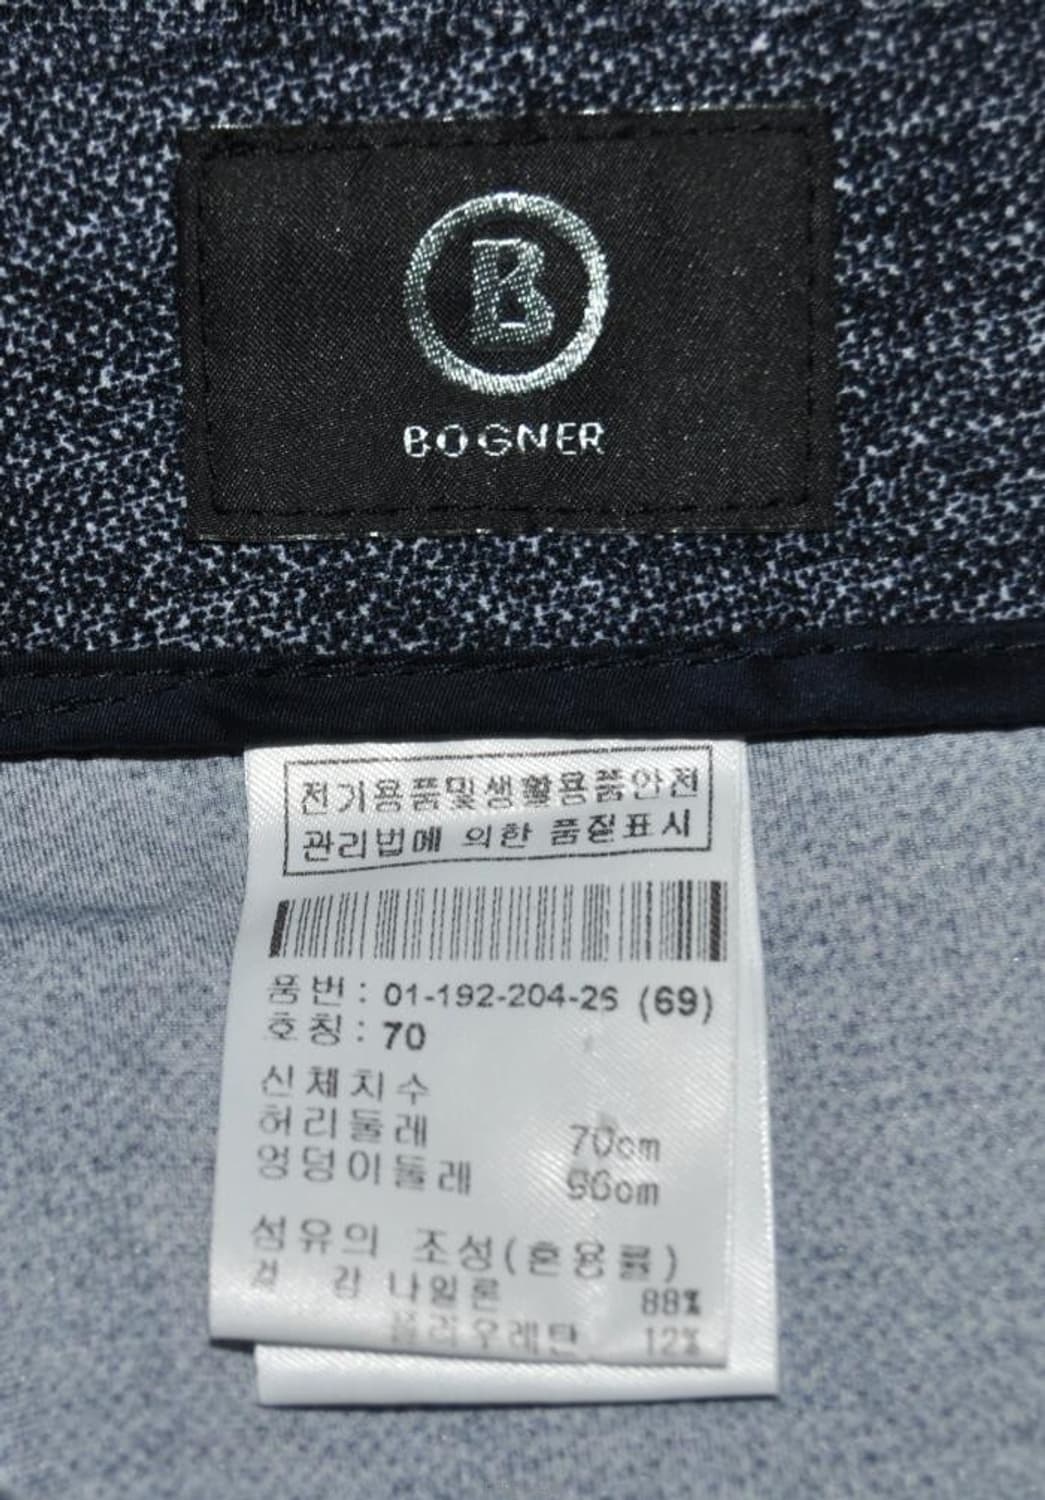 B
BOGNER
전기용품및생활용품안전
관리법에 의한 품질표시
품번 : 01-192-204-26 (69)
호칭 : 70
신체치수
허리둘레 70cm
엉덩이둘레 96cm
섬유의 조성(혼용률)
겉 감 나일론 88%
폴리우레탄 12%